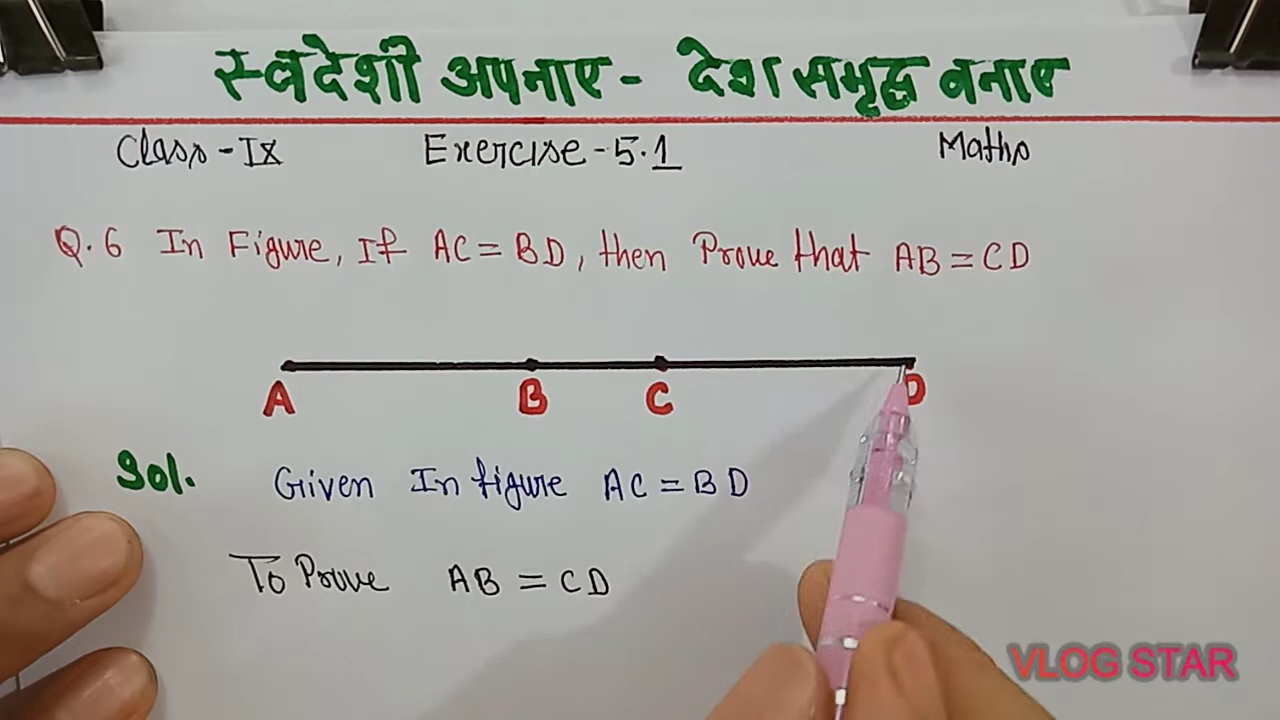 स्वदेशी अपनाए - देश समृद्ध बनाए
Class - IX Exercise - 5.1 Maths
Q.6 In Figure, If AC = BD, then Prove that AB = CD
A B C D
Sol. Given In figure AC = BD
To Prove AB = CD
VLOG STAR